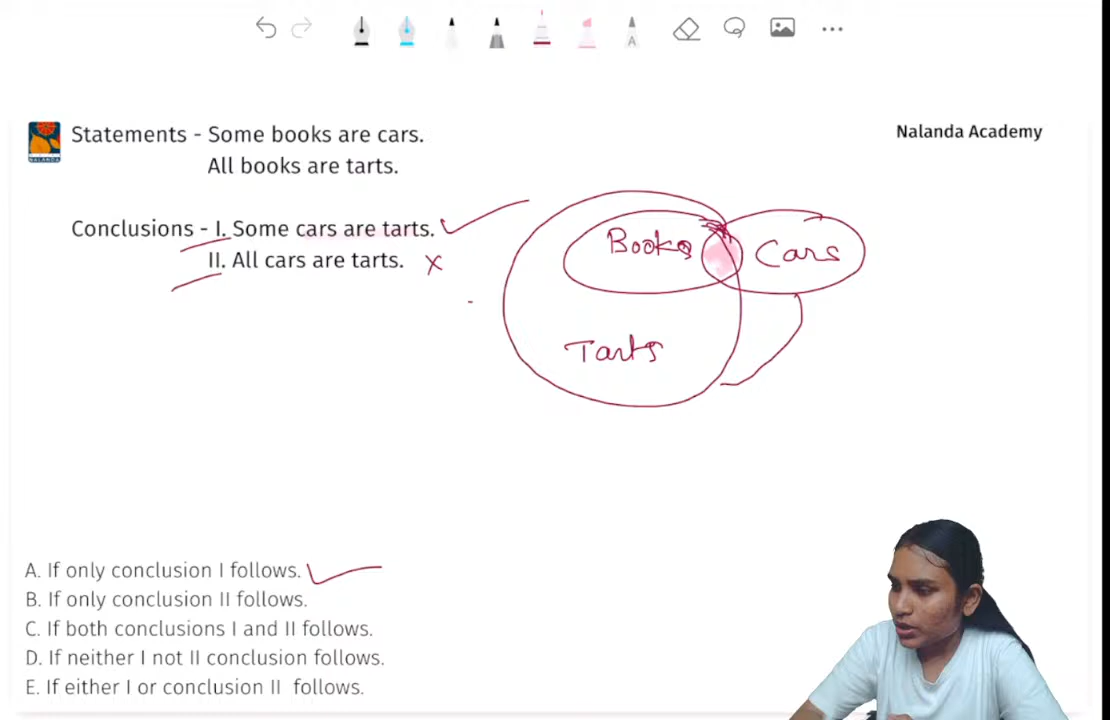 Statements - Some books are cars.
All books are tarts.
Nalanda Academy
NALANDA
Conclusions - I. Some cars are tarts.
II. All cars are tarts. X
Books
Cars
Tarts
A. If only conclusion I follows.
B. If only conclusion II follows.
C. If both conclusions I and II follows.
D. If neither I not II conclusion follows.
E. If either I or conclusion II follows.
A